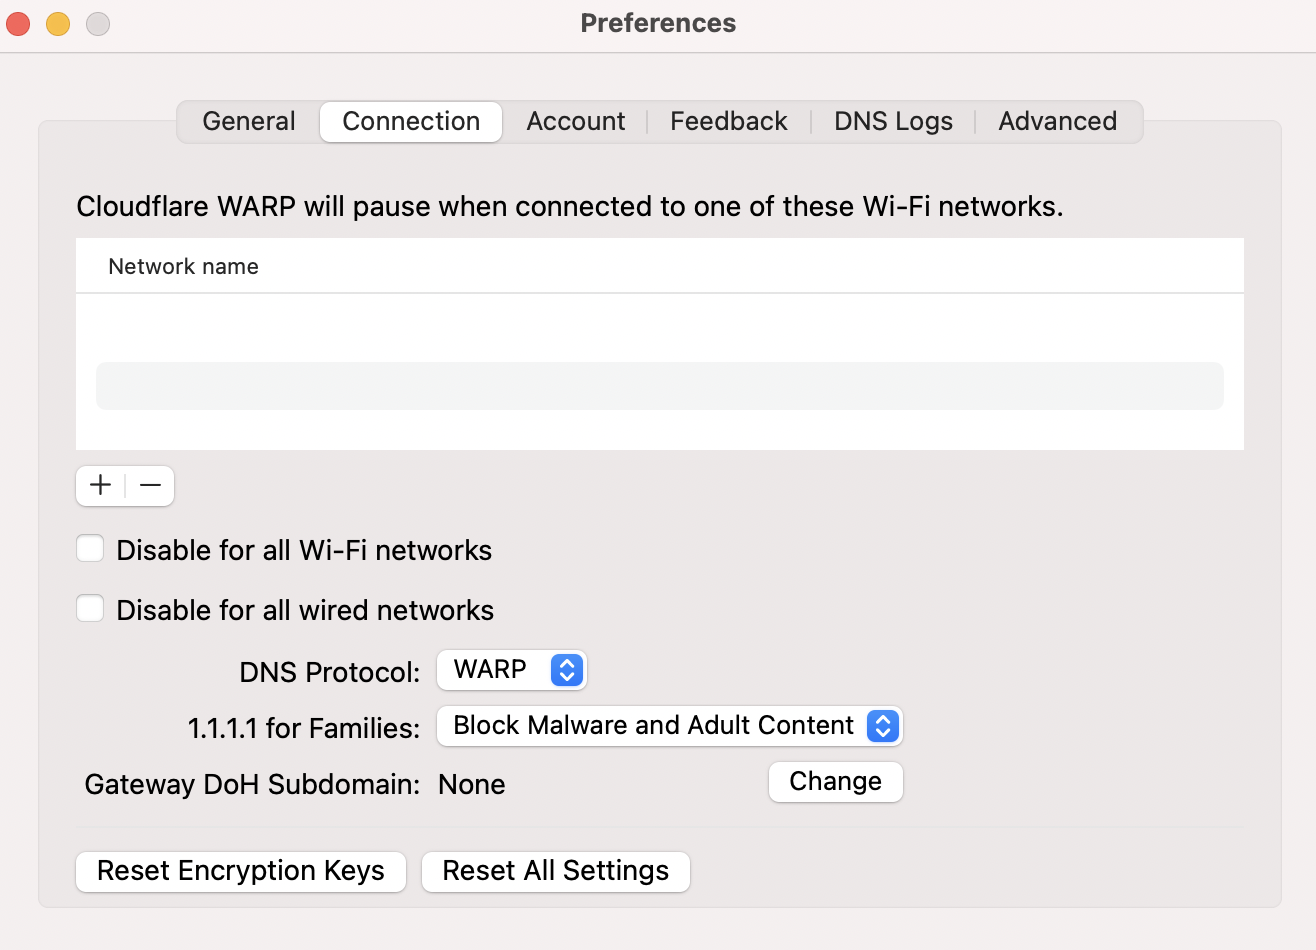 Preferences
General Connection Account Feedback DNS Logs Advanced
Cloudflare WARP will pause when connected to one of these Wi-Fi networks.
Network name
+ −
Disable for all Wi-Fi networks
Disable for all wired networks
DNS Protocol: WARP
1.1.1.1 for Families: Block Malware and Adult Content
Gateway DoH Subdomain: None Change
Reset Encryption Keys Reset All Settings